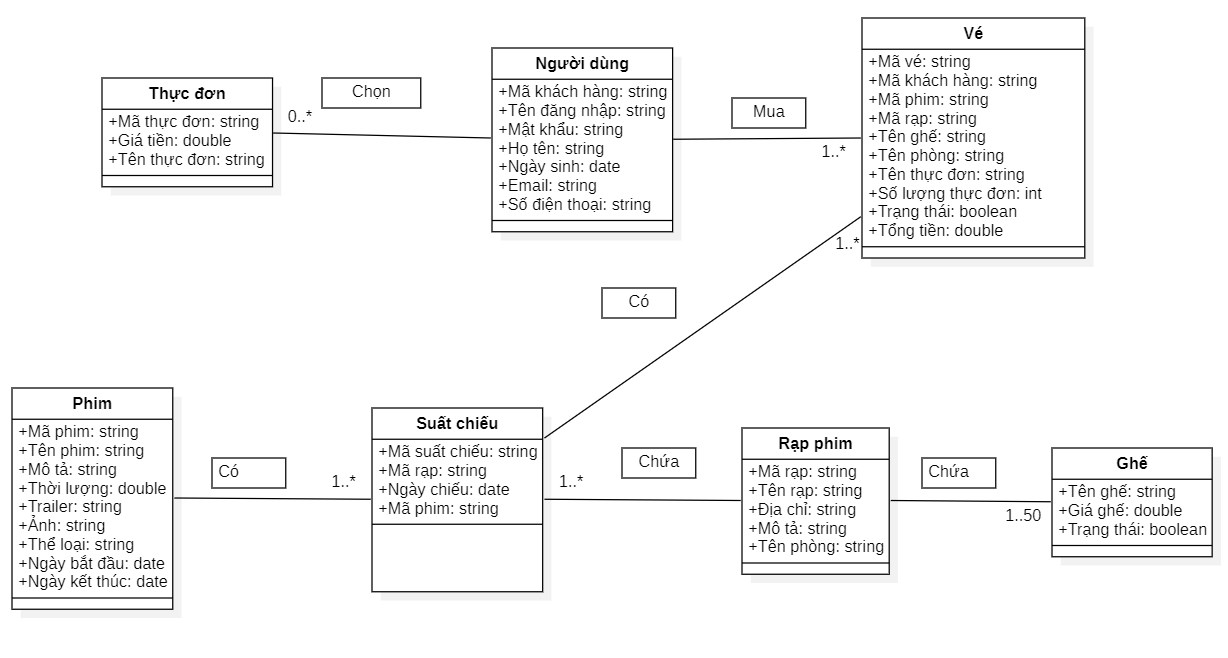 Thực đơn
+Mã thực đơn: string
+Giá tiền: double
+Tên thực đơn: string
Chọn
0..*
Người dùng
+Mã khách hàng: string
+Tên đăng nhập: string
+Mật khẩu: string
+Họ tên: string
+Ngày sinh: date
+Email: string
+Số điện thoại: string
Mua
1..*
Vé
+Mã vé: string
+Mã khách hàng: string
+Mã phim: string
+Mã rạp: string
+Tên ghế: string
+Tên phòng: string
+Tên thực đơn: string
+Số lượng thực đơn: int
+Trạng thái: boolean
+Tổng tiền: double
1..*
Có
Phim
+Mã phim: string
+Tên phim: string
+Mô tả: string
+Thời lượng: double
+Trailer: string
+Ảnh: string
+Thể loại: string
+Ngày bắt đầu: date
+Ngày kết thúc: date
Có
1..*
Suất chiếu
+Mã suất chiếu: string
+Mã rạp: string
+Ngày chiếu: date
+Mã phim: string
1..*
Chứa
Rạp phim
+Mã rạp: string
+Tên rạp: string
+Địa chỉ: string
+Mô tả: string
+Tên phòng: string
Chứa
1..50
Ghế
+Tên ghế: string
+Giá ghế: double
+Trạng thái: boolean